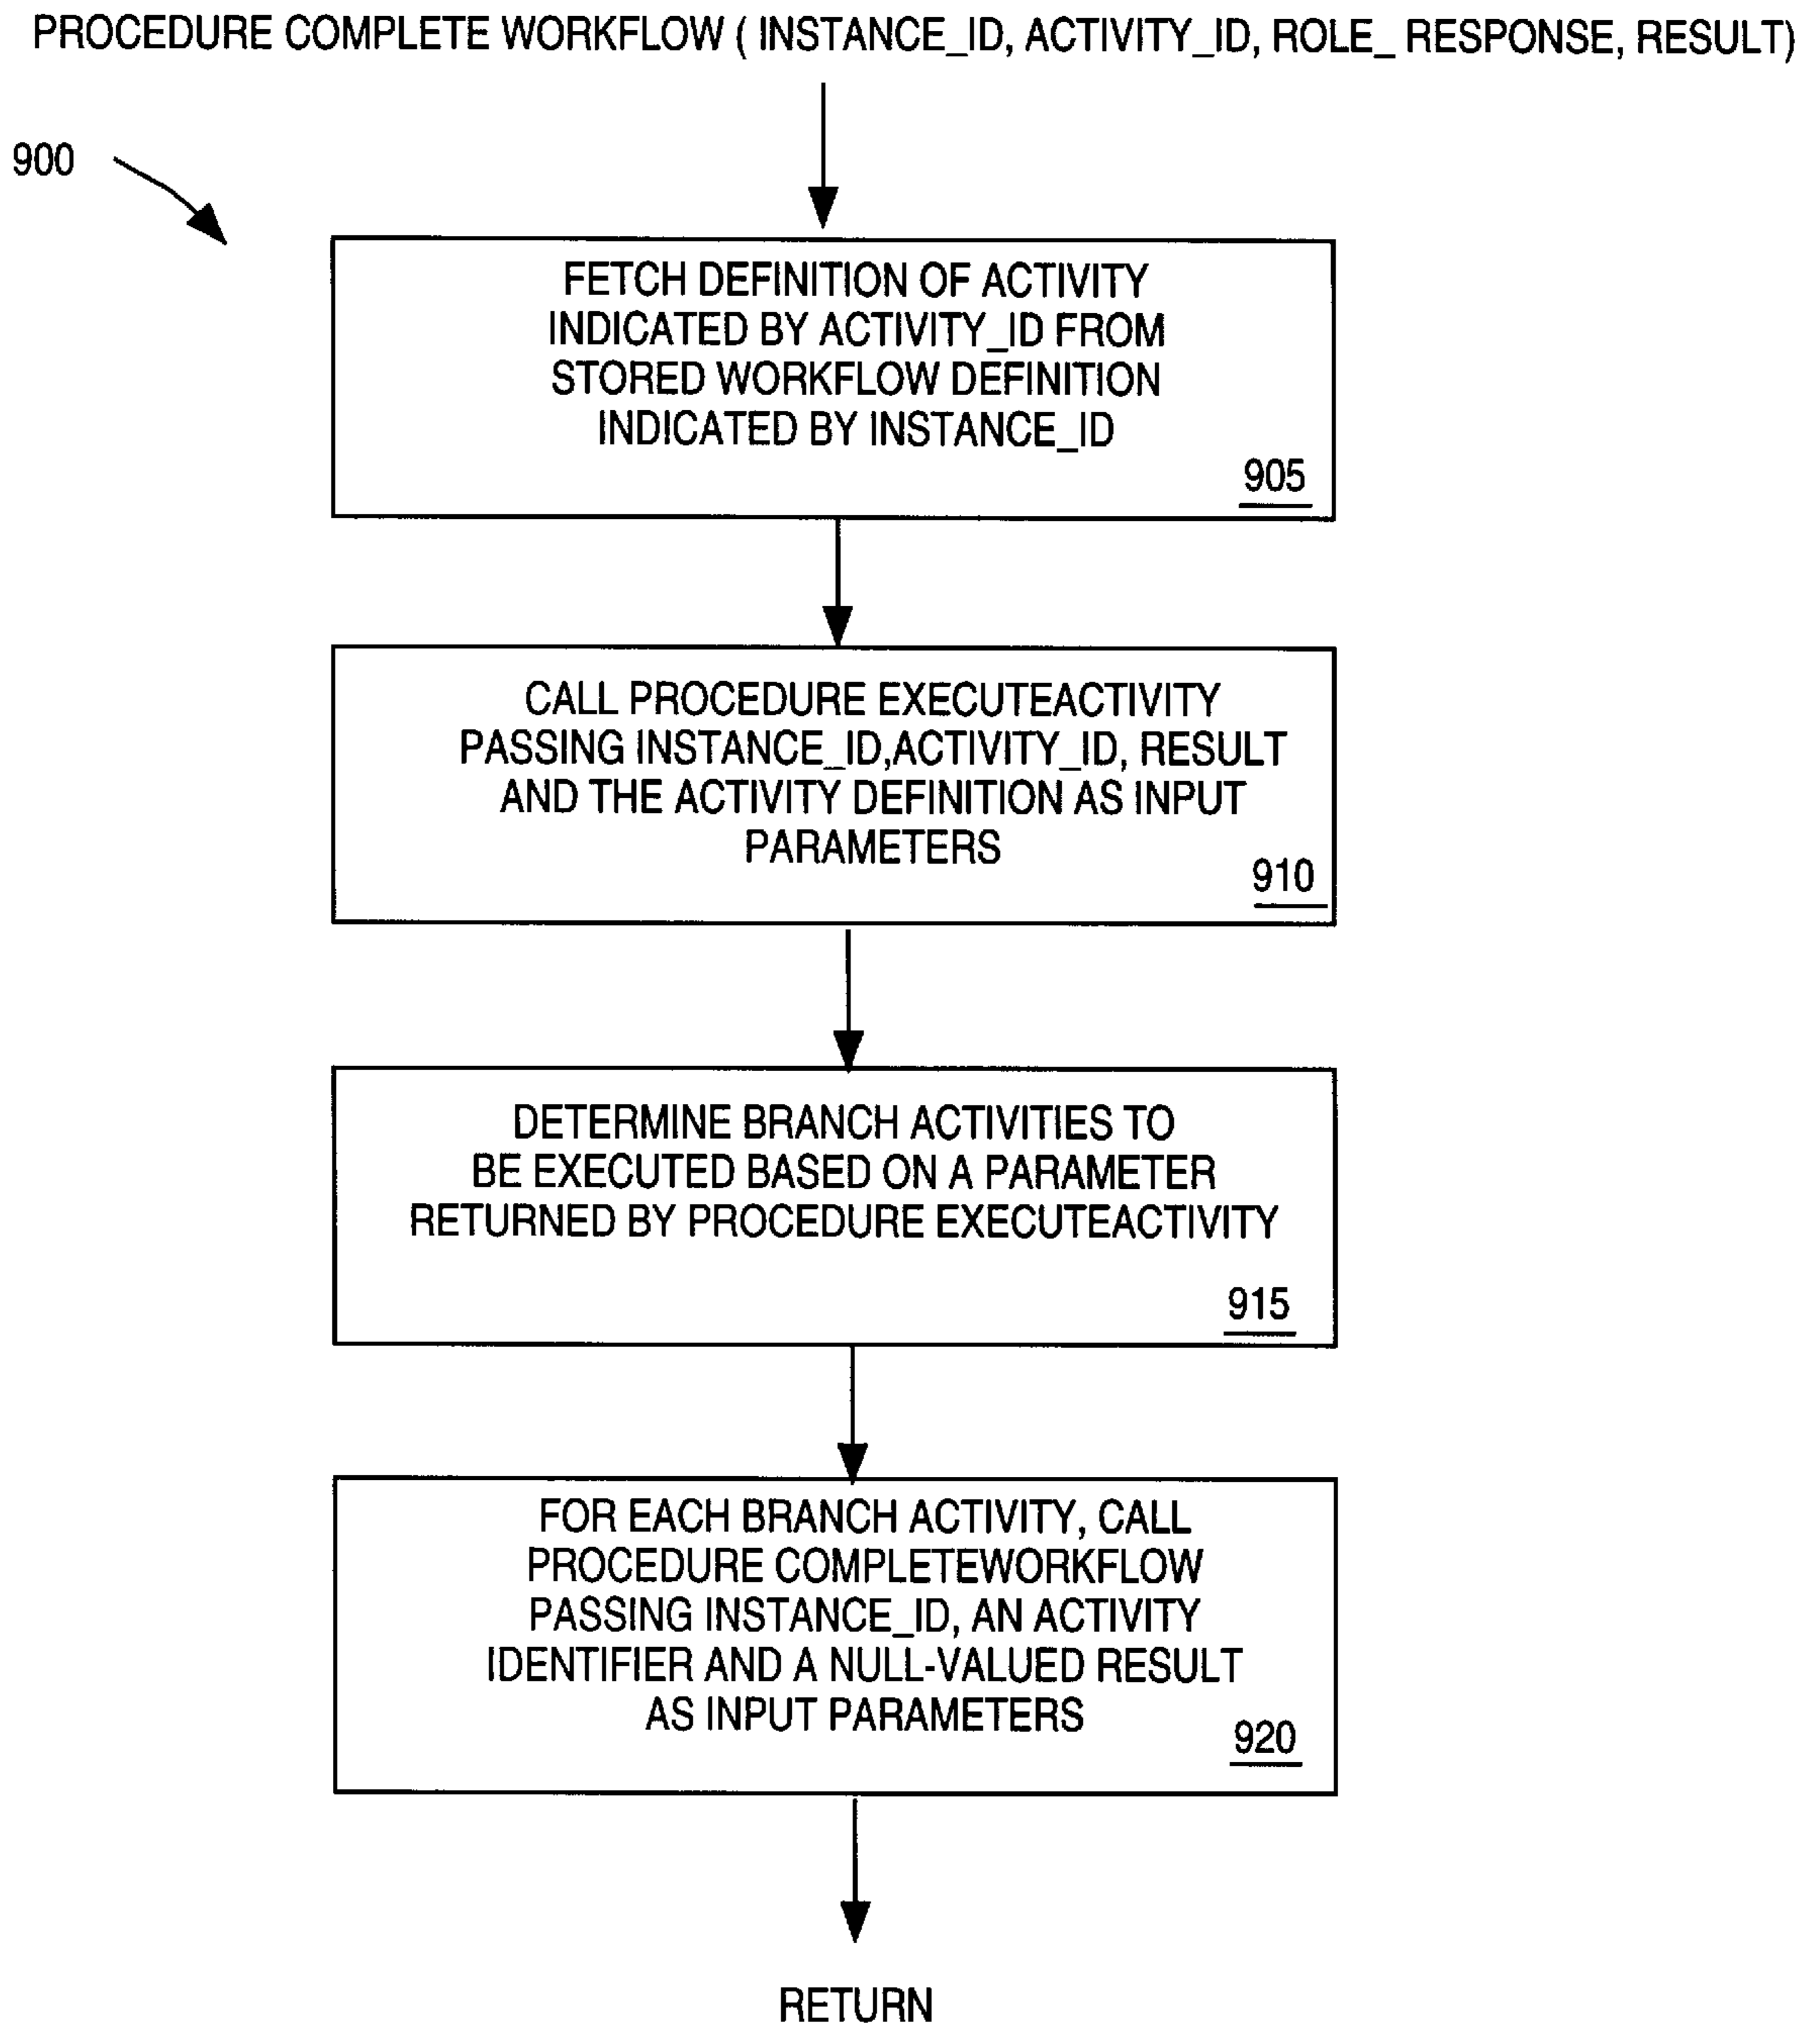 PROCEDURE COMPLETE WORKFLOW ( INSTANCE_ID, ACTIVITY_ID, ROLE_ RESPONSE, RESULT)
900
FETCH DEFINITION OF ACTIVITY
INDICATED BY ACTIVITY_ID FROM
STORED WORKFLOW DEFINITION
INDICATED BY INSTANCE_ID
905
CALL PROCEDURE EXECUTEACTIVITY
PASSING INSTANCE_ID,ACTIVITY_ID, RESULT
AND THE ACTIVITY DEFINITION AS INPUT
PARAMETERS
910
DETERMINE BRANCH ACTIVITIES TO
BE EXECUTED BASED ON A PARAMETER
RETURNED BY PROCEDURE EXECUTEACTIVITY
915
FOR EACH BRANCH ACTIVITY, CALL
PROCEDURE COMPLETEWORKFLOW
PASSING INSTANCE_ID, AN ACTIVITY
IDENTIFIER AND A NULL-VALUED RESULT
AS INPUT PARAMETERS
920
RETURN